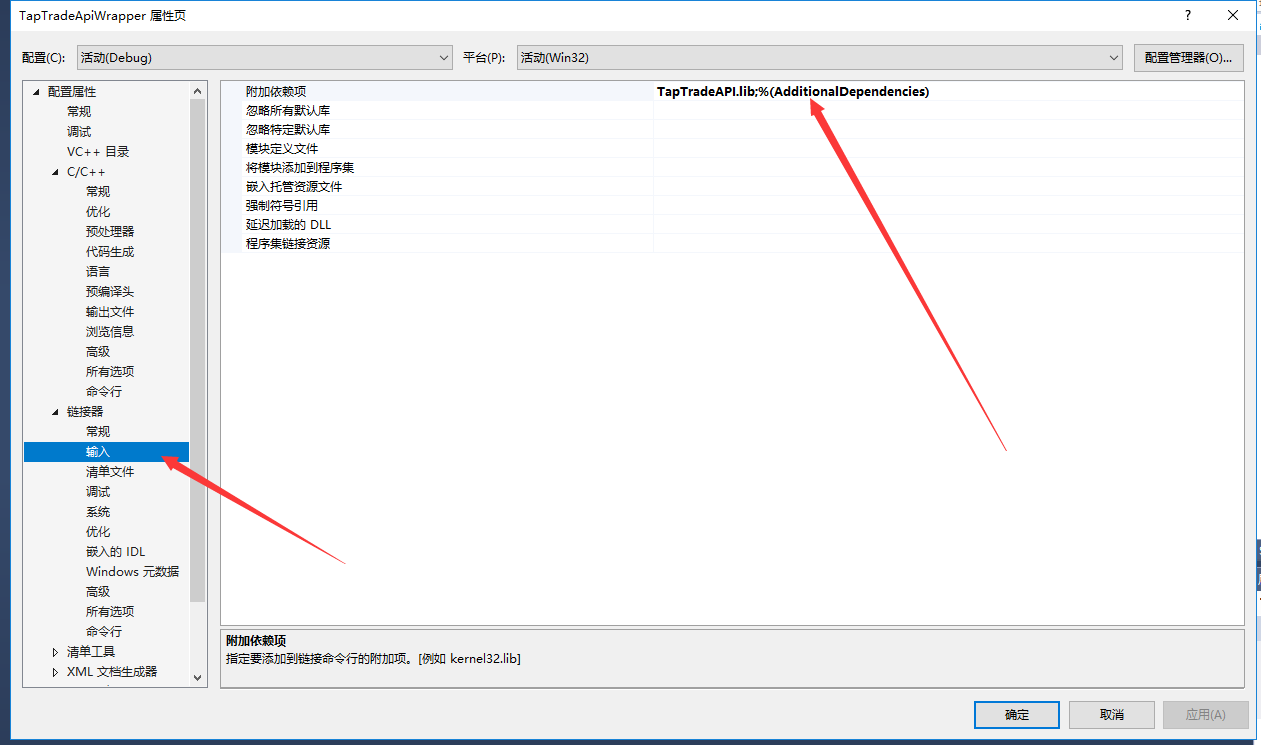 TapTradeApiWrapper 属性页
配置(C): 活动(Debug) 平台(P): 活动(Win32) 配置管理器(O)...
配置属性
常规
调试
VC++ 目录
C/C++
常规
优化
预处理器
代码生成
语言
预编译头
输出文件
浏览信息
高级
所有选项
命令行
链接器
常规
输入
清单文件
调试
系统
优化
嵌入的 IDL
Windows 元数据
高级
所有选项
命令行
清单工具
XML 文档生成器
附加依赖项 TapTradeAPI.lib;%(AdditionalDependencies)
忽略所有默认库
忽略特定默认库
模块定义文件
将模块添加到程序集
嵌入托管资源文件
强制符号引用
延迟加载的 DLL
程序集链接资源
附加依赖项
指定要添加到链接命令行的附加项。[例如 kernel32.lib]
确定 取消 应用(A)